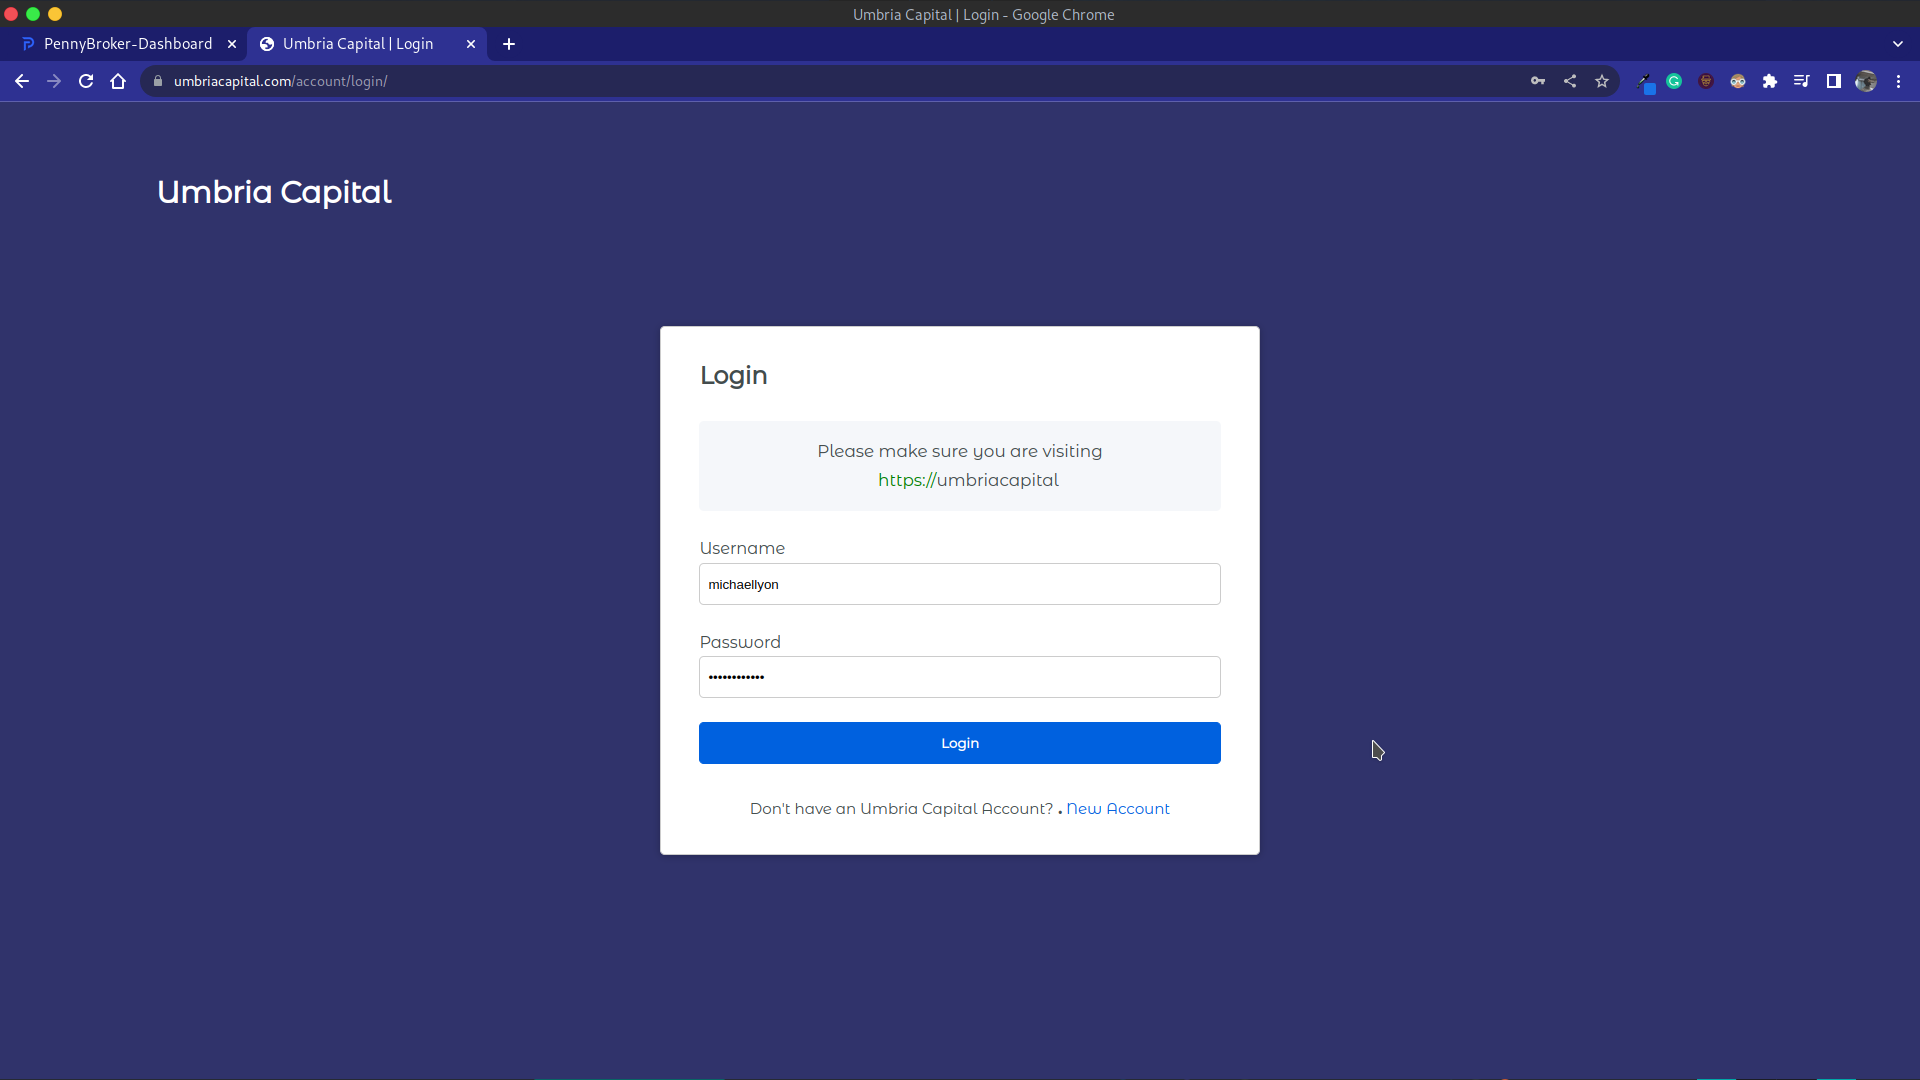 Umbria Capital | Login - Google Chrome
PennyBroker-Dashboard
Umbria Capital | Login
umbriacapital.com/account/login/
Umbria Capital
Login
Please make sure you are visiting
https://umbriacapital
Username
michaellyon
Password
••••••••••••
Login
Don't have an Umbria Capital Account? • New Account